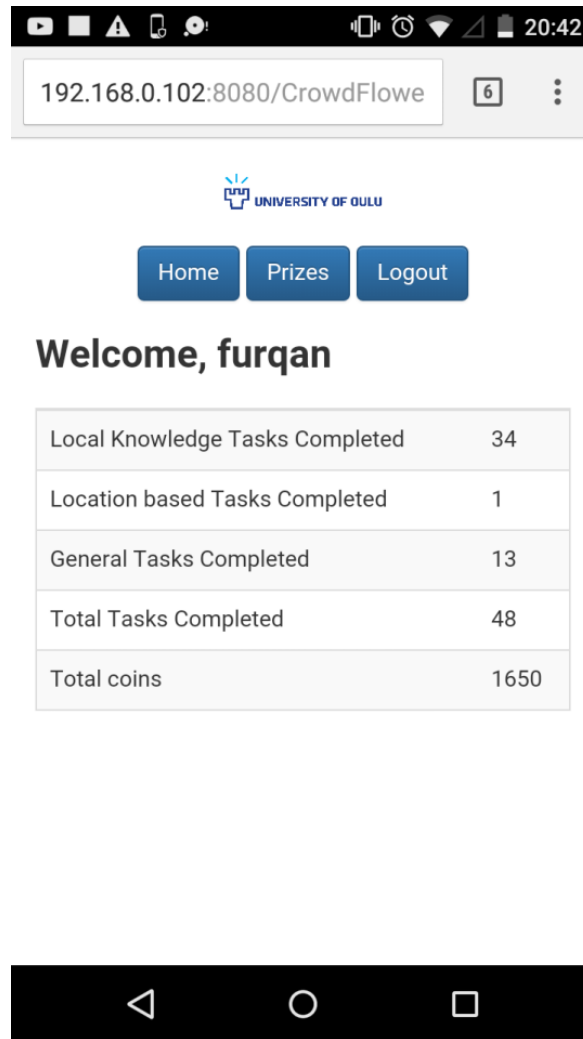 20:42
192.168.0.102:8080/CrowdFlowe
6
UNIVERSITY OF OULU
Home Prizes Logout
Welcome, furqan
Local Knowledge Tasks Completed 34
Location based Tasks Completed 1
General Tasks Completed 13
Total Tasks Completed 48
Total coins 1650